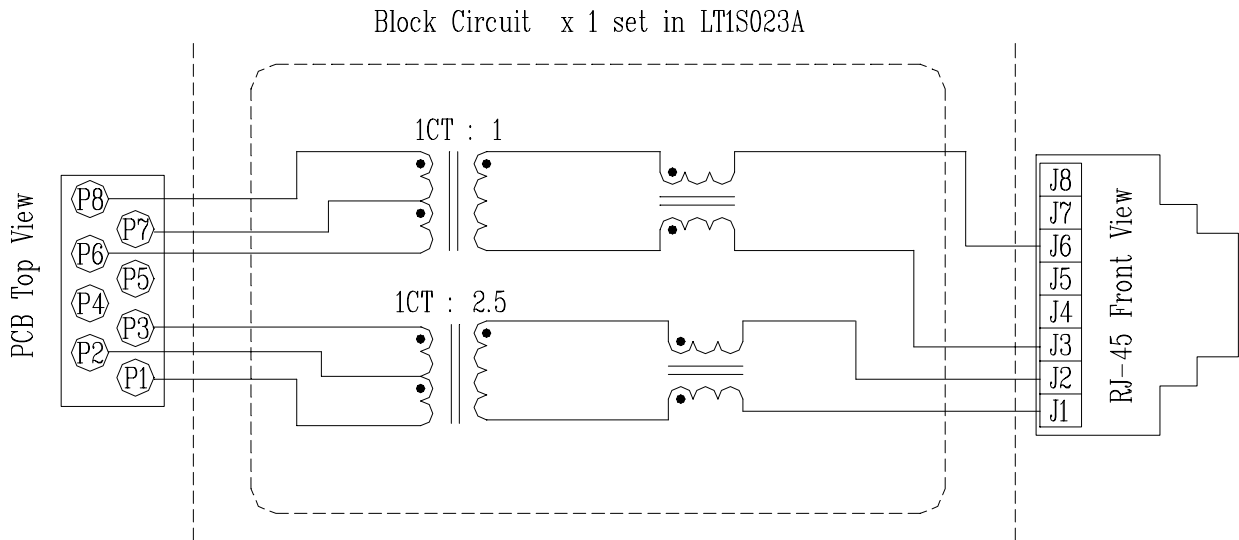 Block Circuit x 1 set in LT1S023A
1CT : 1
1CT : 2.5
PCB Top View
P8
P7
P6
P5
P4
P3
P2
P1
J8
J7
J6
J5
J4
J3
J2
J1
RJ-45 Front View